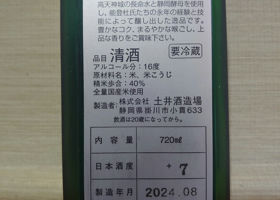 高天神城の長命水と静岡酵母を使用
し、能登杜氏たちの永年の経験と技
能によって醸し出した逸品です。
豊かなコク、まろやかな喉ごし、上
品な香りをご賞味下さい。
品目 清酒 要冷蔵
アルコール分：16度
原材料名：米、米こうじ
精米歩合：40％
全量国産米使用
製造者：株式会社 土井酒造場
静岡県掛川市小貫633
飲酒は20歳になってから。
内容量 720ml
日本酒度 +7
製造年月 2024.08